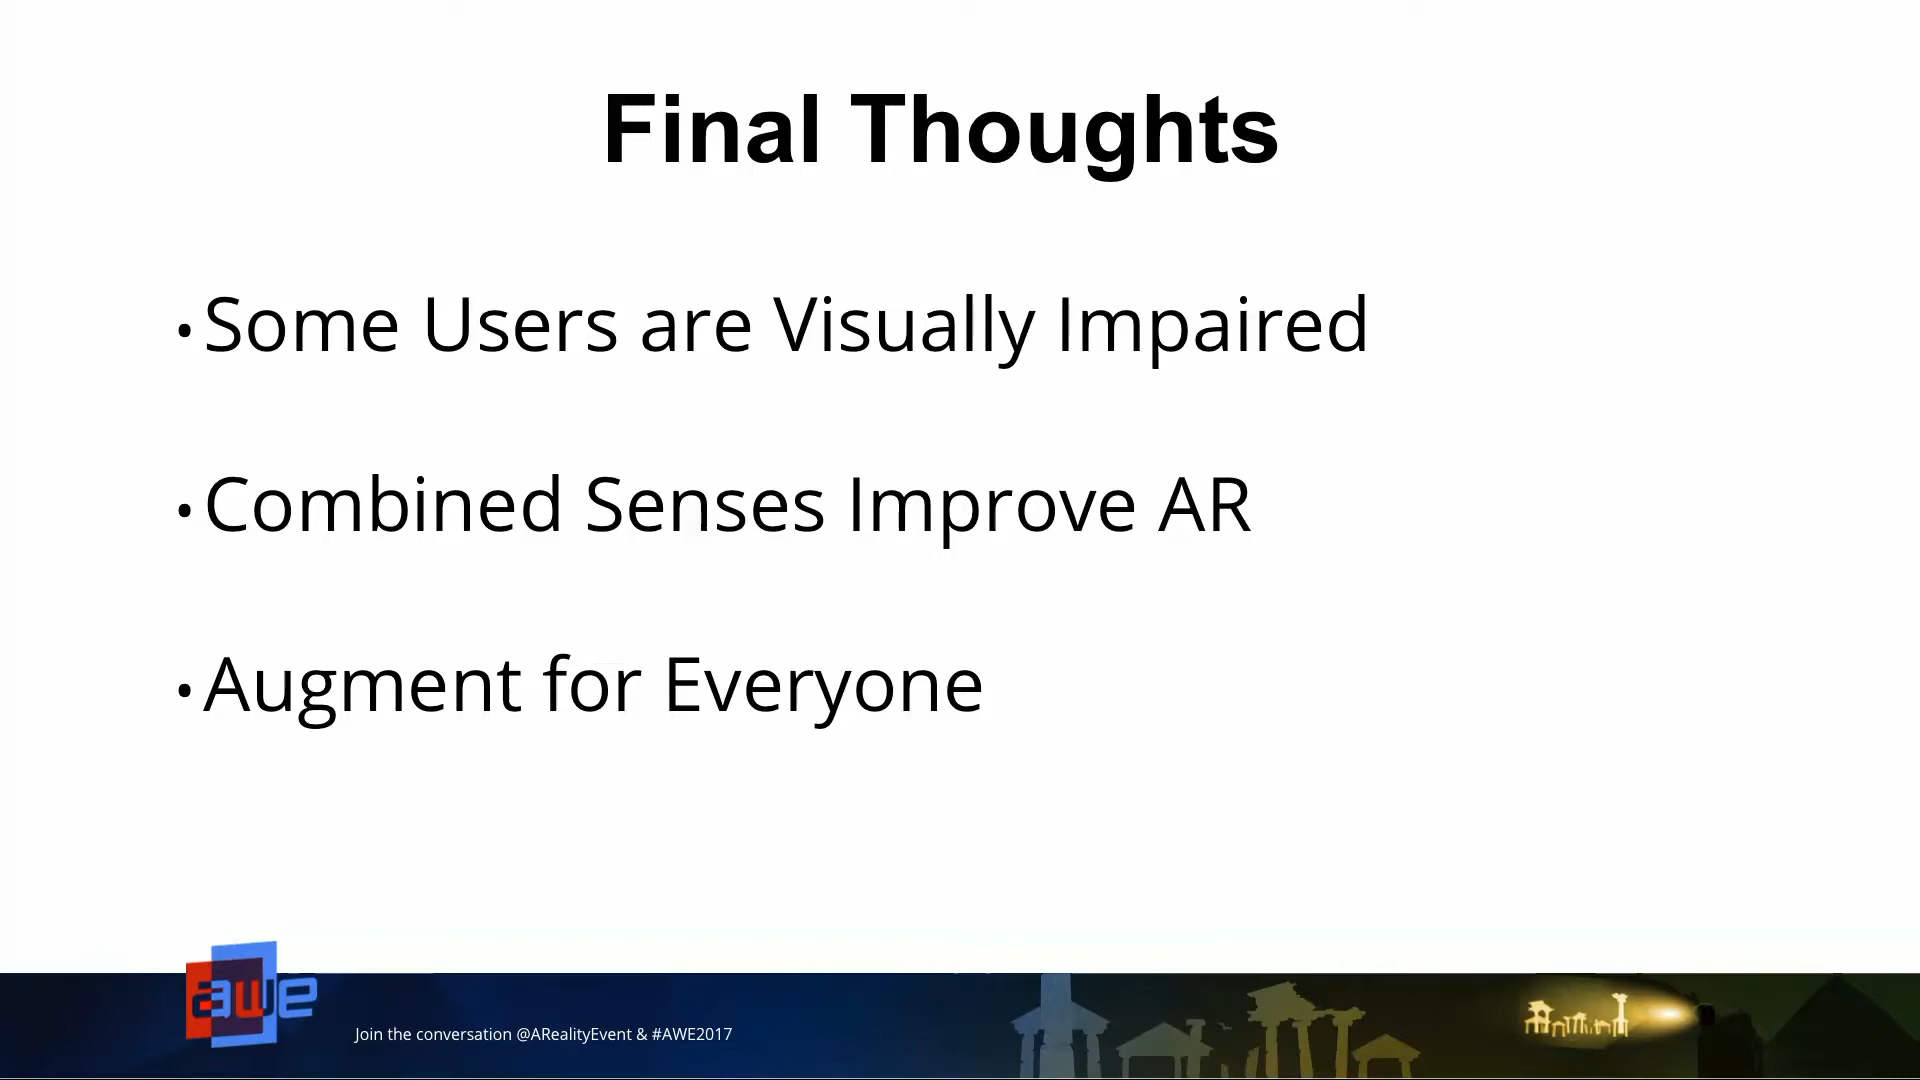 Final Thoughts
• Some Users are Visually Impaired
• Combined Senses Improve AR
• Augment for Everyone
awe
Join the conversation @ARealityEvent & #AWE2017